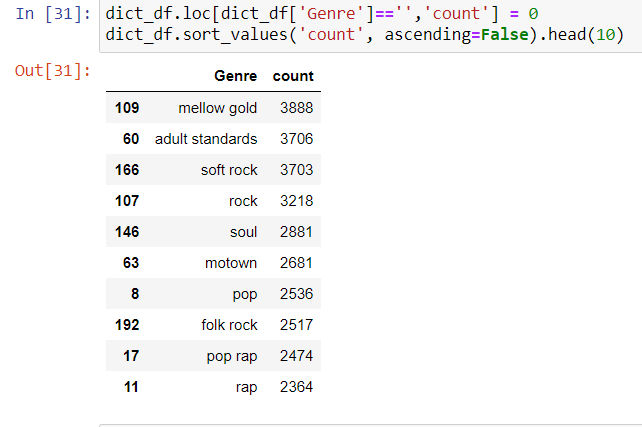 In [31]: dict_df.loc[dict_df['Genre']=='','count'] = 0
dict_df.sort_values('count', ascending=False).head(10)
Out[31]:
Genre count
109 mellow gold 3888
60 adult standards 3706
166 soft rock 3703
107 rock 3218
146 soul 2881
63 motown 2681
8 pop 2536
192 folk rock 2517
17 pop rap 2474
11 rap 2364